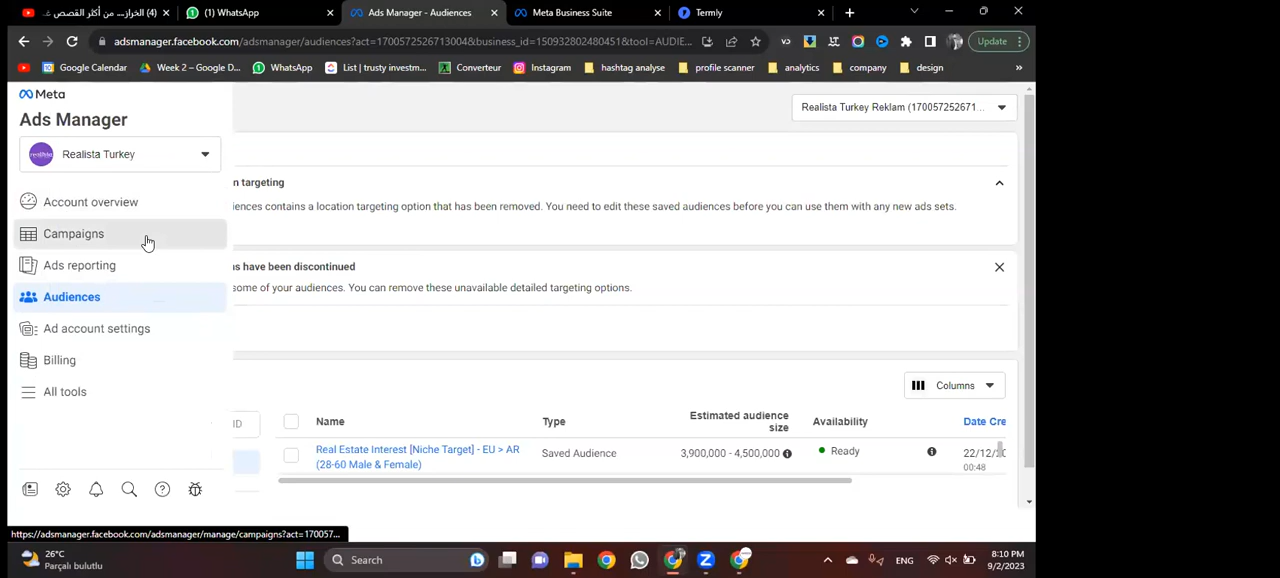 (4) الخراز... من أكثر القصص غ
(1) WhatsApp
Ads Manager - Audiences
Meta Business Suite
Termly
adsmanager.facebook.com/adsmanager/audiences?act=1700572526713004&business_id=150932802480451&tool=AUDIE...
Update
Google Calendar
Week 2 – Google D...
WhatsApp
List | trusty investm...
Converteur
Instagram
hashtag analyse
profile scanner
analytics
company
design
»
Meta
Ads Manager
Realista Turkey Reklam (170057252671...
Realista Turkey
n targeting
Account overview
iences contains a location targeting option that has been removed. You need to edit these saved audiences before you can use them with any new ads sets.
Campaigns
Ads reporting
s have been discontinued
some of your audiences. You can remove these unavailable detailed targeting options.
Audiences
Ad account settings
Billing
All tools
Columns
ID
Name
Type
Estimated audience size
Availability
Date Cre
Real Estate Interest [Niche Target] - EU > AR
(28-60 Male & Female)
Saved Audience
3,900,000 - 4,500,000
Ready
22/12/20
00:48
https://adsmanager.facebook.com/adsmanager/manage/campaigns?act=170057...
26°C
Parçalı bulutlu
Search
ENG
8:10 PM
9/2/2023